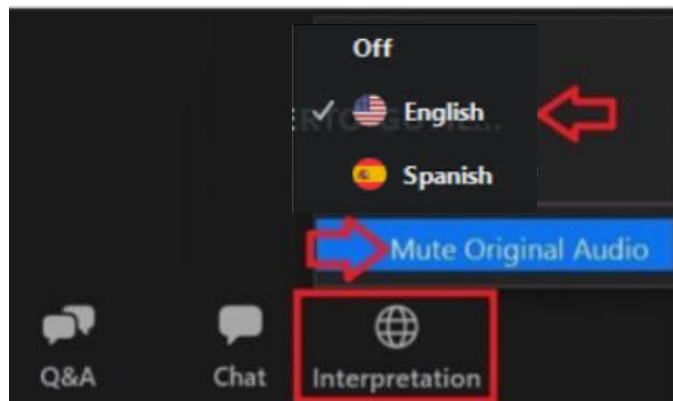 Off
English
Spanish
Mute Original Audio
Q&A
Chat
Interpretation